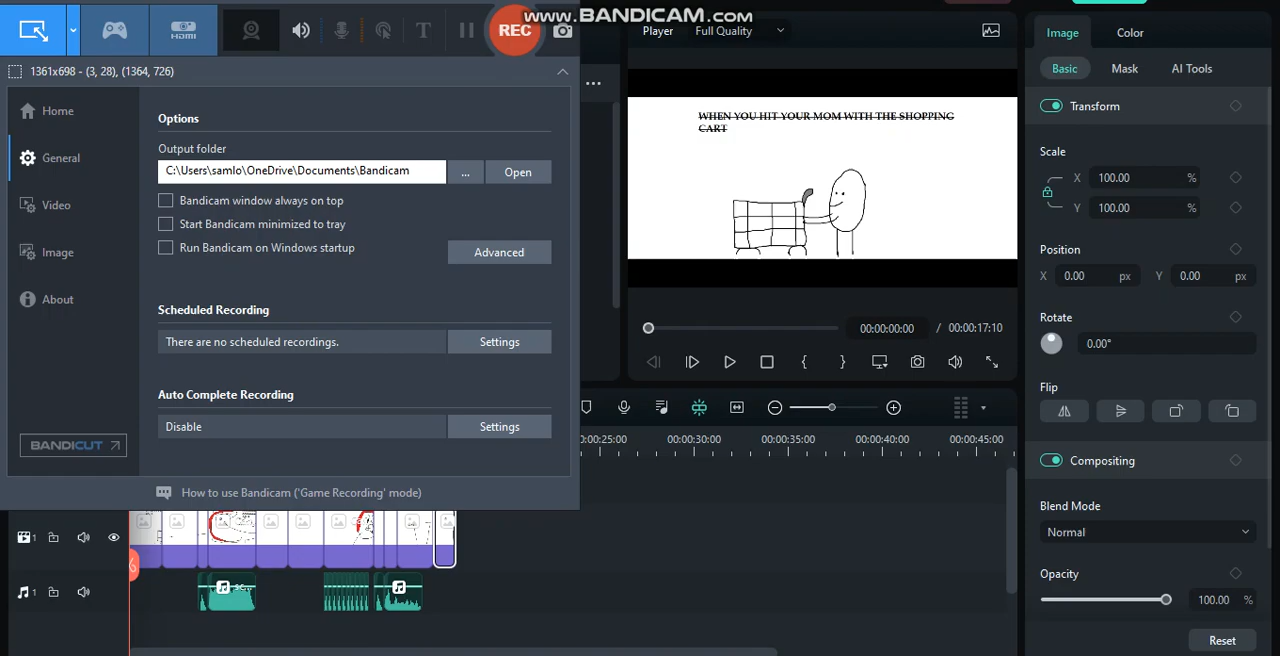 www.BANDICAM.com
HDMI
T
REC
Player
Full Quality
Image
Color
1361x698 - (3, 28), (1364, 726)
Basic
Mask
AI Tools
Home
General
Video
Image
About
BANDICUT
Options
Output folder
C:\Users\samlo\OneDrive\Documents\Bandicam
...
Open
Bandicam window always on top
Start Bandicam minimized to tray
Run Bandicam on Windows startup
Advanced
Scheduled Recording
There are no scheduled recordings.
Settings
Auto Complete Recording
Disable
Settings
How to use Bandicam ('Game Recording' mode)
WHEN YOU HIT YOUR MOM WITH THE SHOPPING
CART
00:00:00:00 / 00:00:17:10
Transform
Scale
X 100.00 %
Y 100.00 %
Position
X 0.00 px Y 0.00 px
Rotate
0.00°
Flip
Compositing
Blend Mode
Normal
Opacity
100.00 %
Reset
0:00:25:00 00:00:30:00 00:00:35:00 00:00:40:00 00:00:45:00
1
1